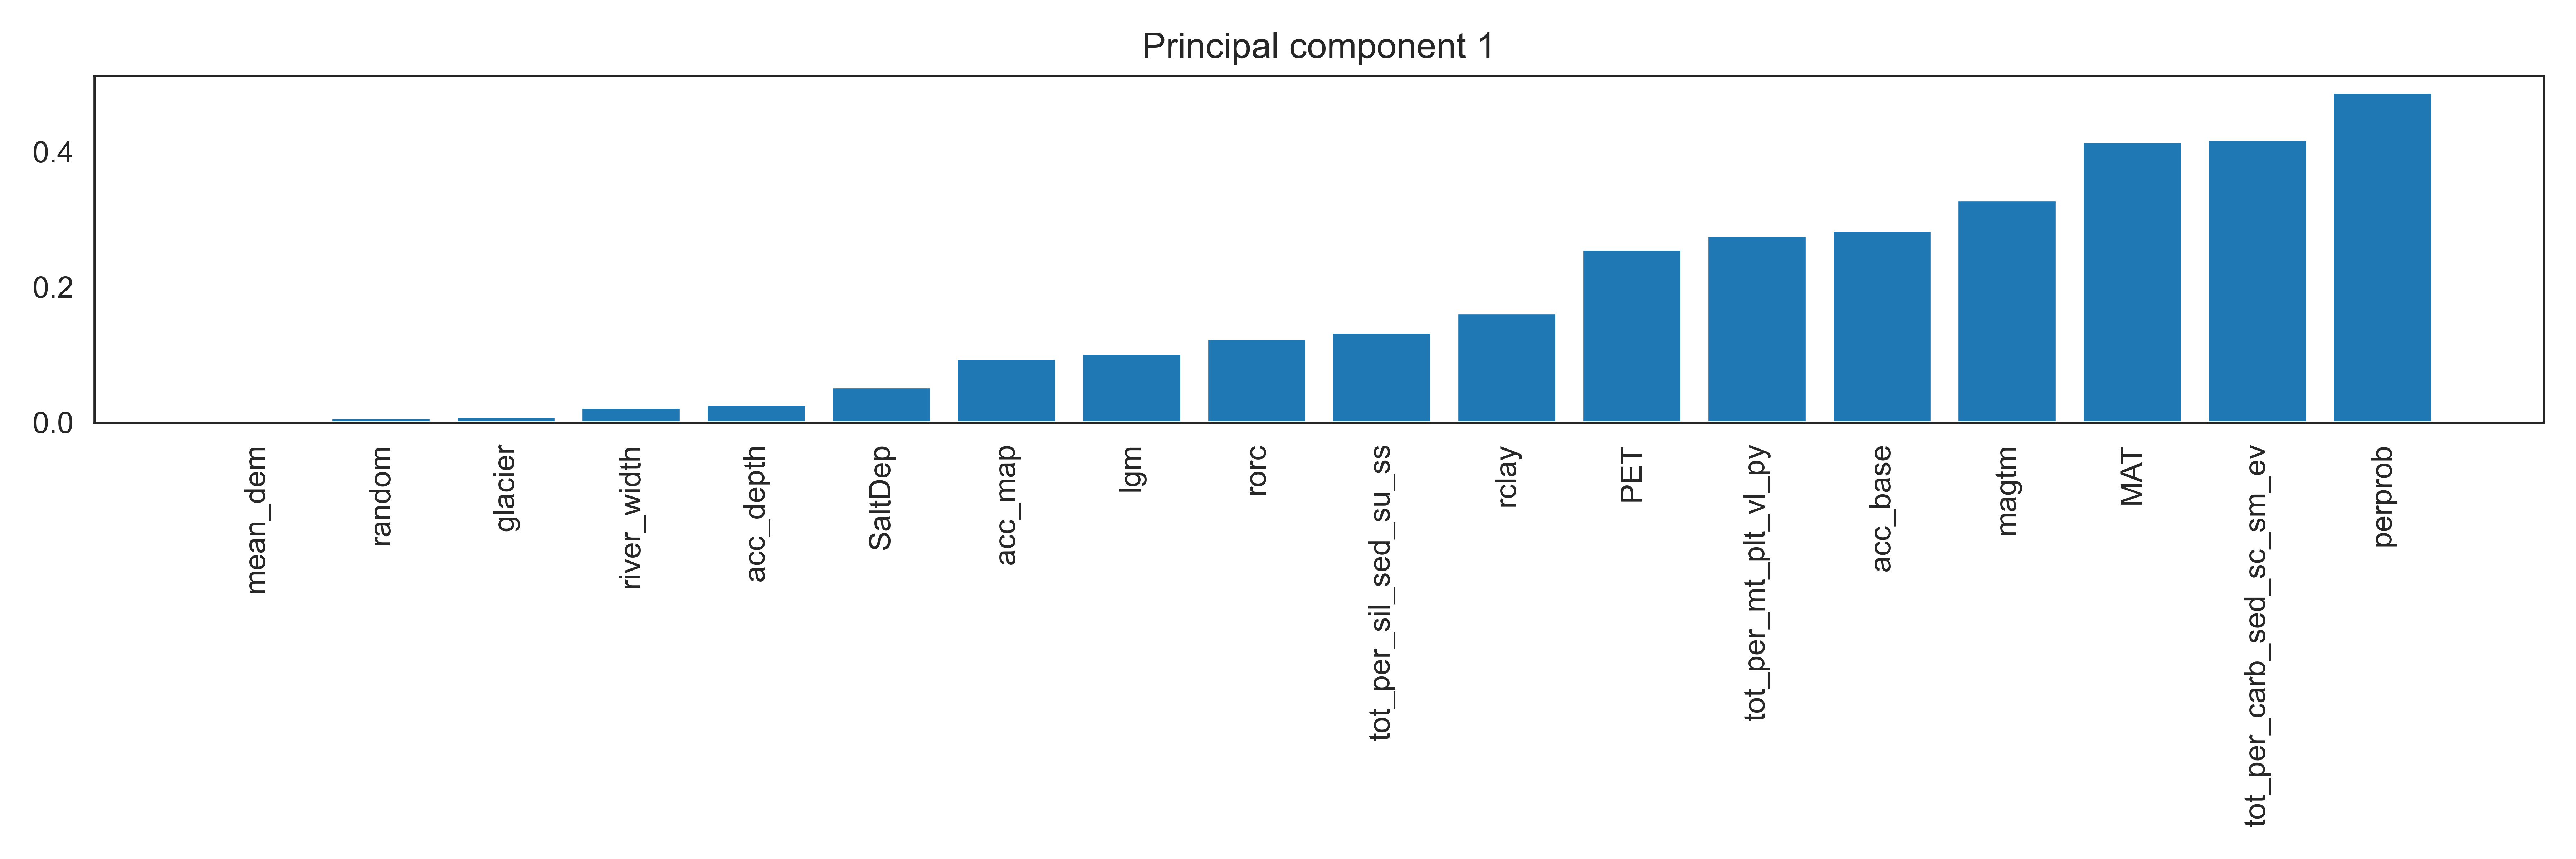 Principal component 1
0.4
0.2
0.0
mean_dem
random
glacier
river_width
acc_depth
SaltDep
acc_map
lgm
rorc
tot_per_sil_sed_su_ss
rclay
PET
tot_per_mt_plt_vl_py
acc_base
magtm
MAT
tot_per_carb_sed_sc_sm_ev
perprob